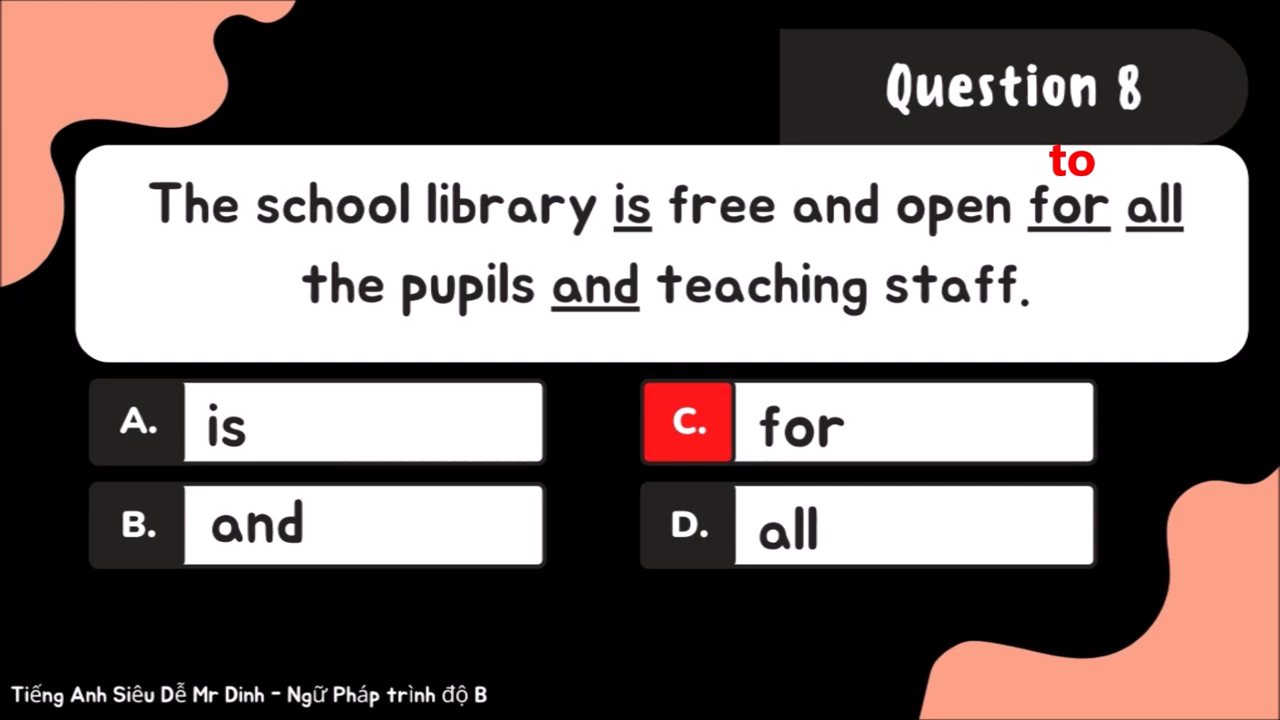 Question 8
to
The school library is free and open for all
the pupils and teaching staff.
A. is
C. for
B. and
D. all
Tiếng Anh Siêu Dễ Mr Dinh - Ngữ Pháp trình độ B